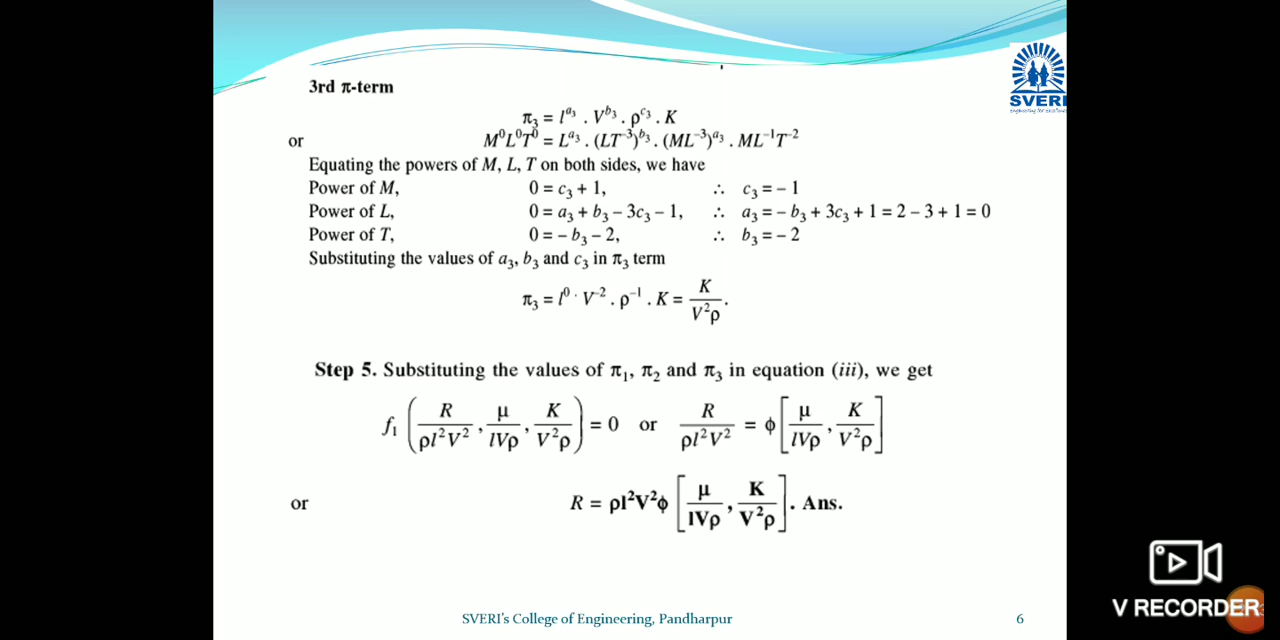 SVERI
3rd π-term
π₃ = l^a₃ . V^b₃ . ρ^c₃ . K
or M⁰L⁰T⁰ = L^a₃ . (LT⁻³)^b₃ . (ML⁻³)^a₃ . ML⁻¹T⁻²
Equating the powers of M, L, T on both sides, we have
Power of M, 0 = c₃ + 1, ∴ c₃ = – 1
Power of L, 0 = a₃ + b₃ – 3c₃ – 1, ∴ a₃ = – b₃ + 3c₃ + 1 = 2 – 3 + 1 = 0
Power of T, 0 = – b₃ – 2, ∴ b₃ = – 2
Substituting the values of a₃, b₃ and c₃ in π₃ term
π₃ = l⁰ · V⁻² . ρ⁻¹ . K = K / V²ρ .
Step 5. Substituting the values of π₁, π₂ and π₃ in equation (iii), we get
f₁ ( R / ρl²V² , μ / lVρ , K / V²ρ ) = 0 or R / ρl²V² = φ [ μ / lVρ , K / V²ρ ]
or R = ρl²V²φ [ μ / lVρ , K / V²ρ ] . Ans.
SVERI's College of Engineering, Pandharpur 6
V RECORDER